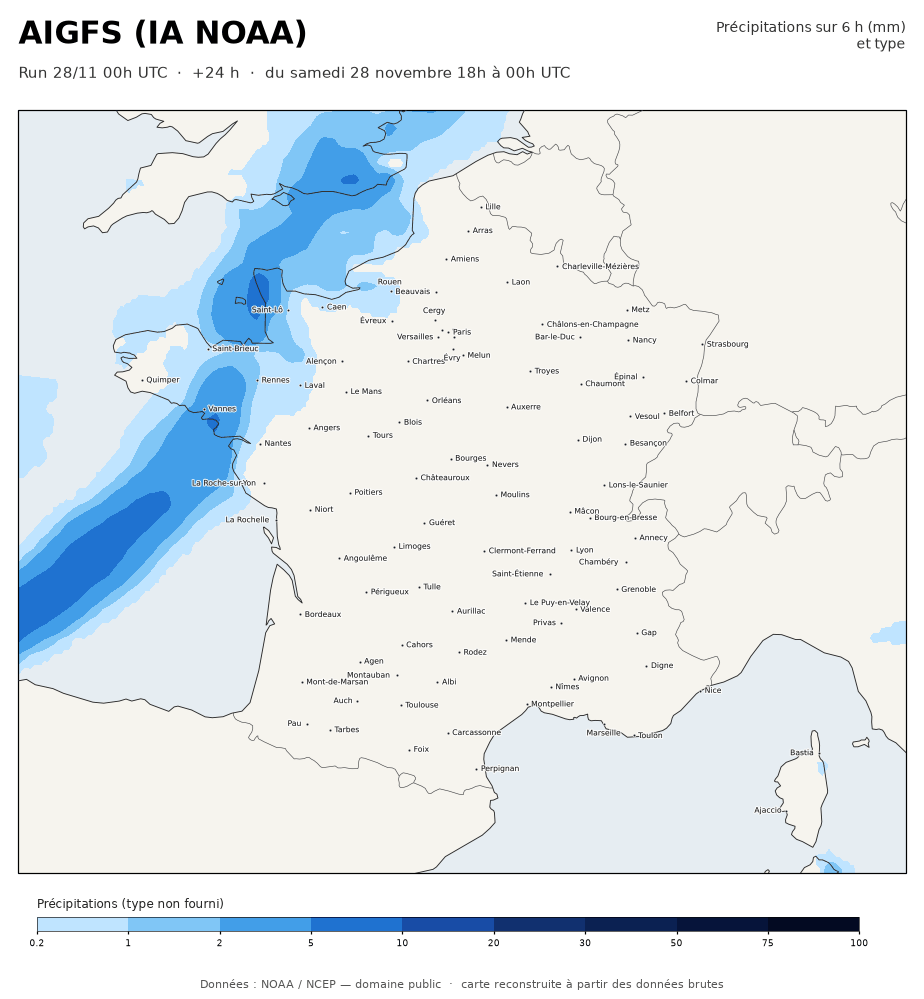 AIGFS (IA NOAA)
Précipitations sur 6 h (mm)
et type
Run 28/11 00h UTC · +24 h · du samedi 28 novembre 18h à 00h UTC
Lille
Arras
Amiens
Charleville-Mézières
Laon
Rouen
Beauvais
Saint-Lô
Caen
Cergy
Metz
Évreux
Châlons-en-Champagne
Versailles
Paris
Bar-le-Duc
Nancy
Strasbourg
Saint-Brieuc
Évry
Melun
Alençon
Chartres
Troyes
Épinal
Quimper
Rennes
Laval
Chaumont
Colmar
Le Mans
Orléans
Vannes
Auxerre
Vesoul
Belfort
Blois
Angers
Tours
Nantes
Dijon
Besançon
Bourges
Nevers
Châteauroux
La Roche-sur-Yon
Lons-le-Saunier
Poitiers
Moulins
Niort
Mâcon
Bourg-en-Bresse
La Rochelle
Guéret
Annecy
Limoges
Clermont-Ferrand
Lyon
Angoulême
Chambéry
Saint-Étienne
Tulle
Périgueux
Grenoble
Le Puy-en-Velay
Valence
Bordeaux
Aurillac
Privas
Gap
Mende
Cahors
Rodez
Agen
Digne
Montauban
Mont-de-Marsan
Albi
Avignon
Nîmes
Nice
Auch
Toulouse
Montpellier
Pau
Tarbes
Carcassonne
Marseille
Toulon
Foix
Bastia
Perpignan
Ajaccio
Précipitations (type non fourni)
0.2 1 2 5 10 20 30 50 75 100
Données : NOAA / NCEP — domaine public · carte reconstruite à partir des données brutes